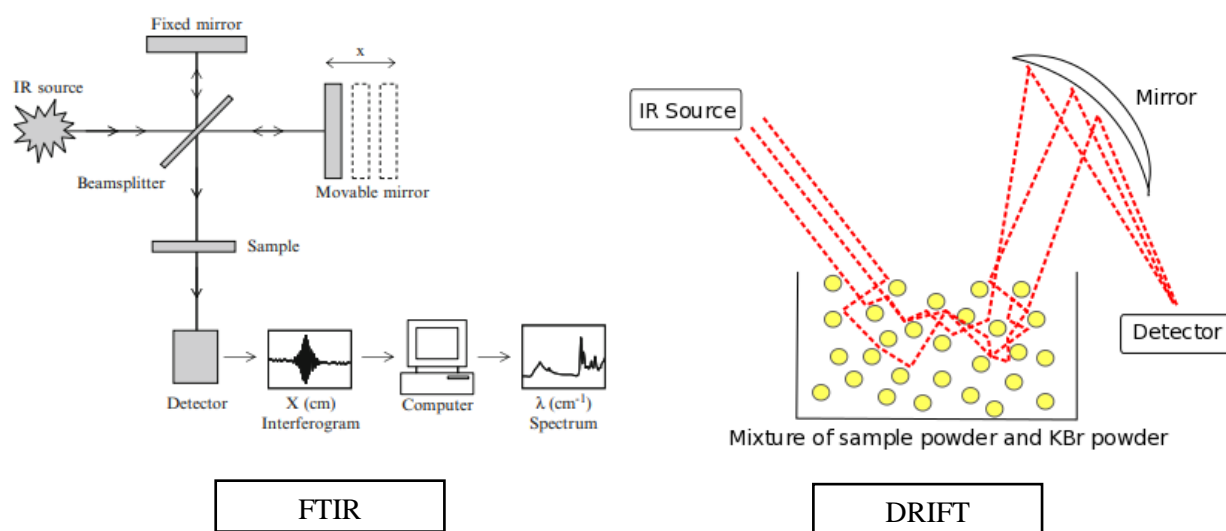 Fixed mirror
IR source
x
Beamsplitter
Movable mirror
Sample
Detector
X (cm)
Interferogram
Computer
λ (cm⁻¹)
Spectrum
FTIR
IR Source
Mirror
Detector
Mixture of sample powder and KBr powder
DRIFT